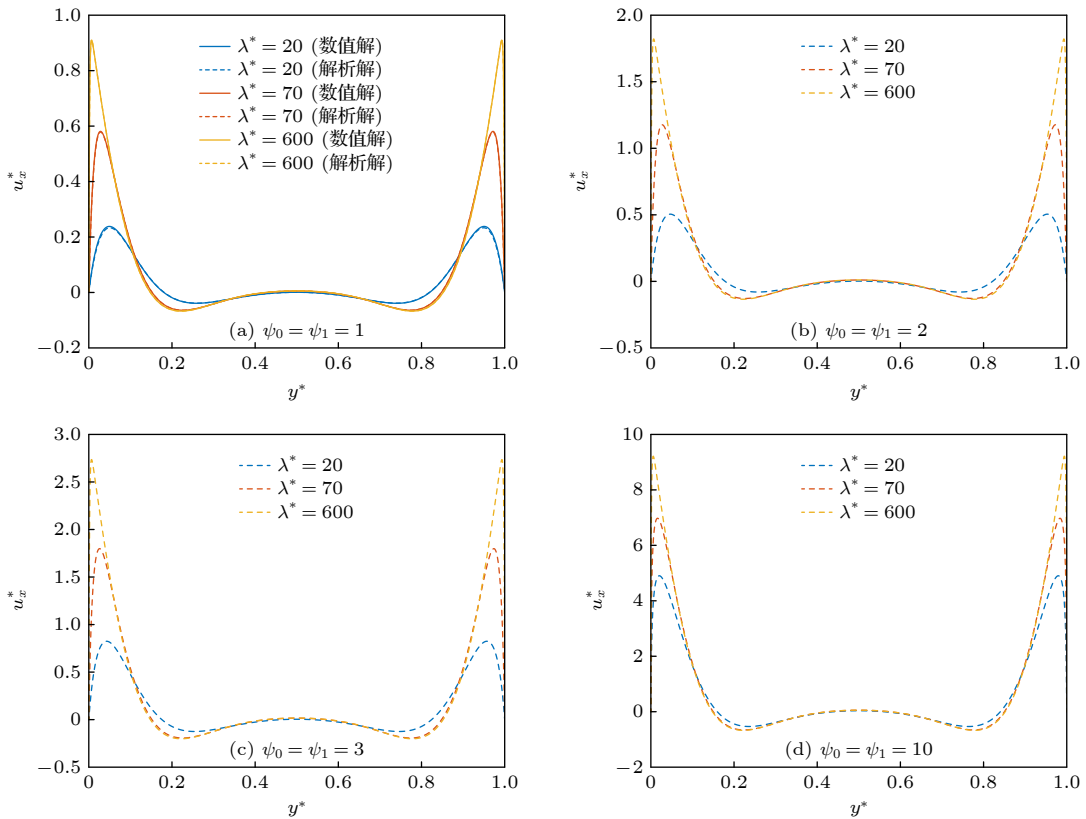 1.0
0.8
0.6
0.4
0.2
0
−0.2
u*x
λ* = 20 (数值解)
λ* = 20 (解析解)
λ* = 70 (数值解)
λ* = 70 (解析解)
λ* = 600 (数值解)
λ* = 600 (解析解)
(a) ψ0 = ψ1 = 1
0 0.2 0.4 0.6 0.8 1.0
y*
2.0
1.5
1.0
0.5
0
−0.5
u*x
λ* = 20
λ* = 70
λ* = 600
(b) ψ0 = ψ1 = 2
0 0.2 0.4 0.6 0.8 1.0
y*
3.0
2.5
2.0
1.5
1.0
0.5
0
−0.5
u*x
λ* = 20
λ* = 70
λ* = 600
(c) ψ0 = ψ1 = 3
0 0.2 0.4 0.6 0.8 1.0
y*
10
8
6
4
2
0
−2
u*x
λ* = 20
λ* = 70
λ* = 600
(d) ψ0 = ψ1 = 10
0 0.2 0.4 0.6 0.8 1.0
y*